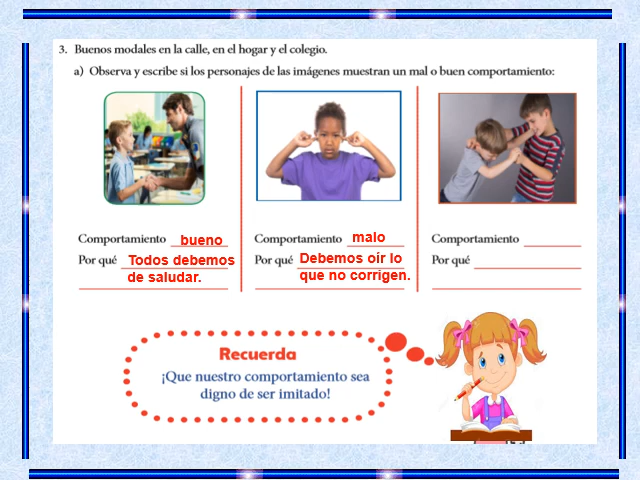 3. Buenos modales en la calle, en el hogar y el colegio.
a) Observa y escribe si los personajes de las imágenes muestran un mal o buen comportamiento:
Comportamiento bueno
Por qué Todos debemos
de saludar.
Comportamiento malo
Por qué Debemos oír lo
que no corrigen.
Comportamiento
Por qué
Recuerda
¡Que nuestro comportamiento sea
digno de ser imitado!